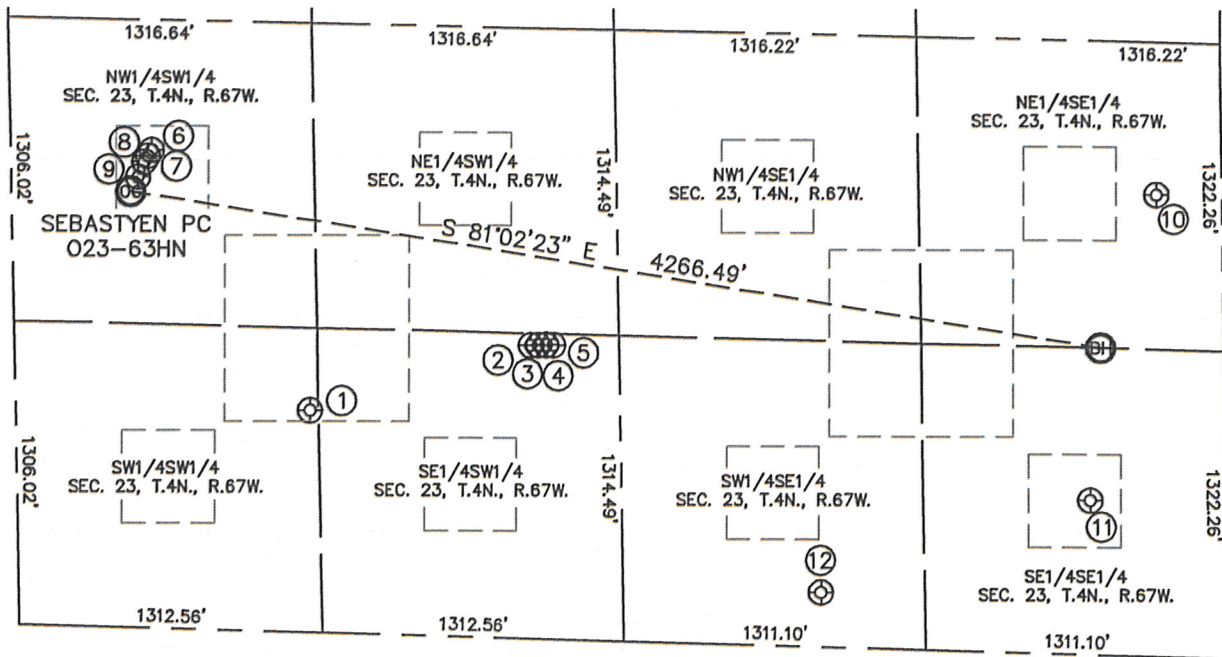 1316.64'
1316.64'
1316.22'
1316.22'
NW1/4SW1/4
SEC. 23, T.4N., R.67W.
NE1/4SE1/4
SEC. 23, T.4N., R.67W.
8
6
9
7
1306.02'
NE1/4SW1/4
SEC. 23, T.4N., R.67W.
1314.49'
NW1/4SE1/4
SEC. 23, T.4N., R.67W.
1322.26'
10
SEBASTYEN PC
O23-63HN
S 81°02'23" E
4266.49'
BH
2
3
4
5
1
1306.02'
SW1/4SW1/4
SEC. 23, T.4N., R.67W.
SE1/4SW1/4
SEC. 23, T.4N., R.67W.
1314.49'
SW1/4SE1/4
SEC. 23, T.4N., R.67W.
1322.26'
11
12
SE1/4SE1/4
SEC. 23, T.4N., R.67W.
1312.56'
1312.56'
1311.10'
1311.10'